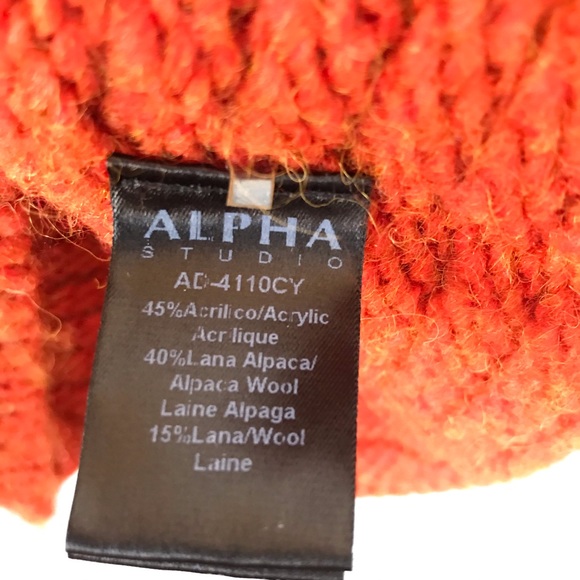 ALPHA
STUDIO
AD-4110CY
45%Acrilico/Acrylic
Acrilique
40%Lana Alpaca/
Alpaca Wool
Laine Alpaga
15%Lana/Wool
Laine